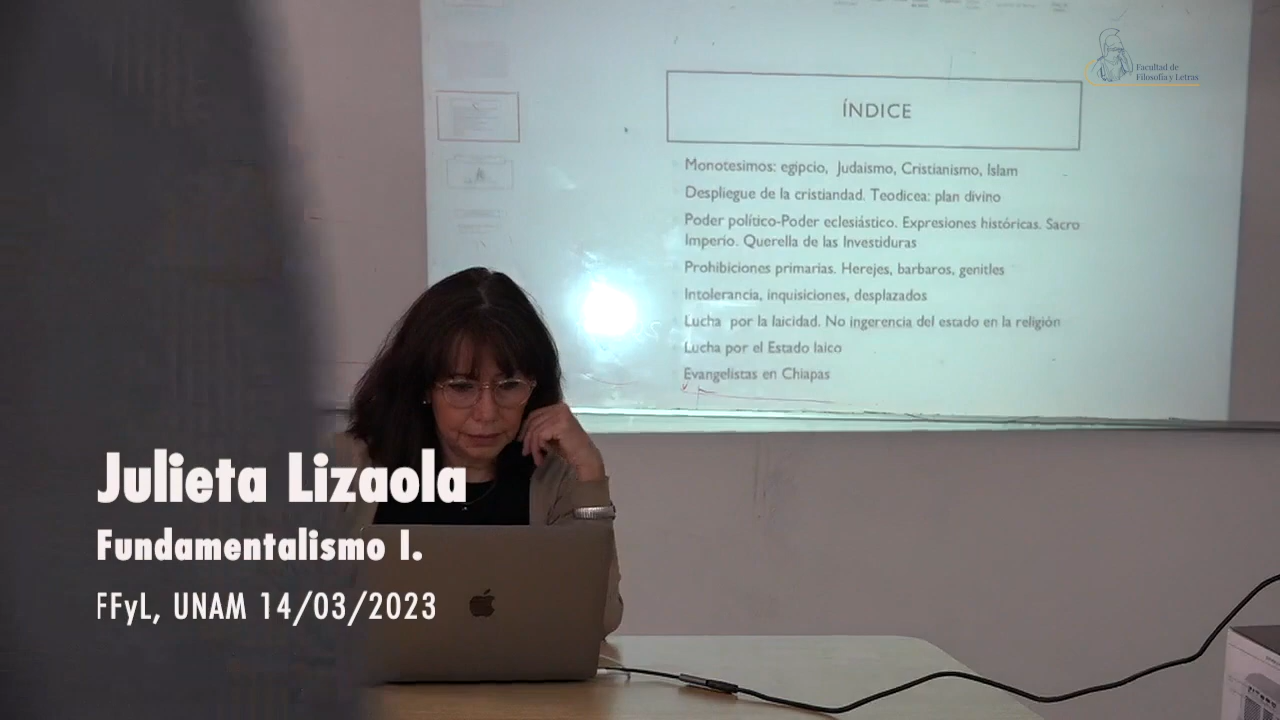 Facultad de
Filosofía y Letras
ÍNDICE
Monotesimos: egipcio, Judaismo, Cristianismo, Islam
Despliegue de la cristiandad. Teodicea: plan divino
Poder político-Poder eclesiástico. Expresiones históricas. Sacro
Imperio. Querella de las Investiduras
Prohibiciones primarias. Herejes, barbaros, genitles
Intolerancia, inquisiciones, desplazados
Lucha por la laicidad. No ingerencia del estado en la religión
Lucha por el Estado laico
Evangelistas en Chiapas
Julieta Lizaola
Fundamentalismo I.
FFyL, UNAM 14/03/2023